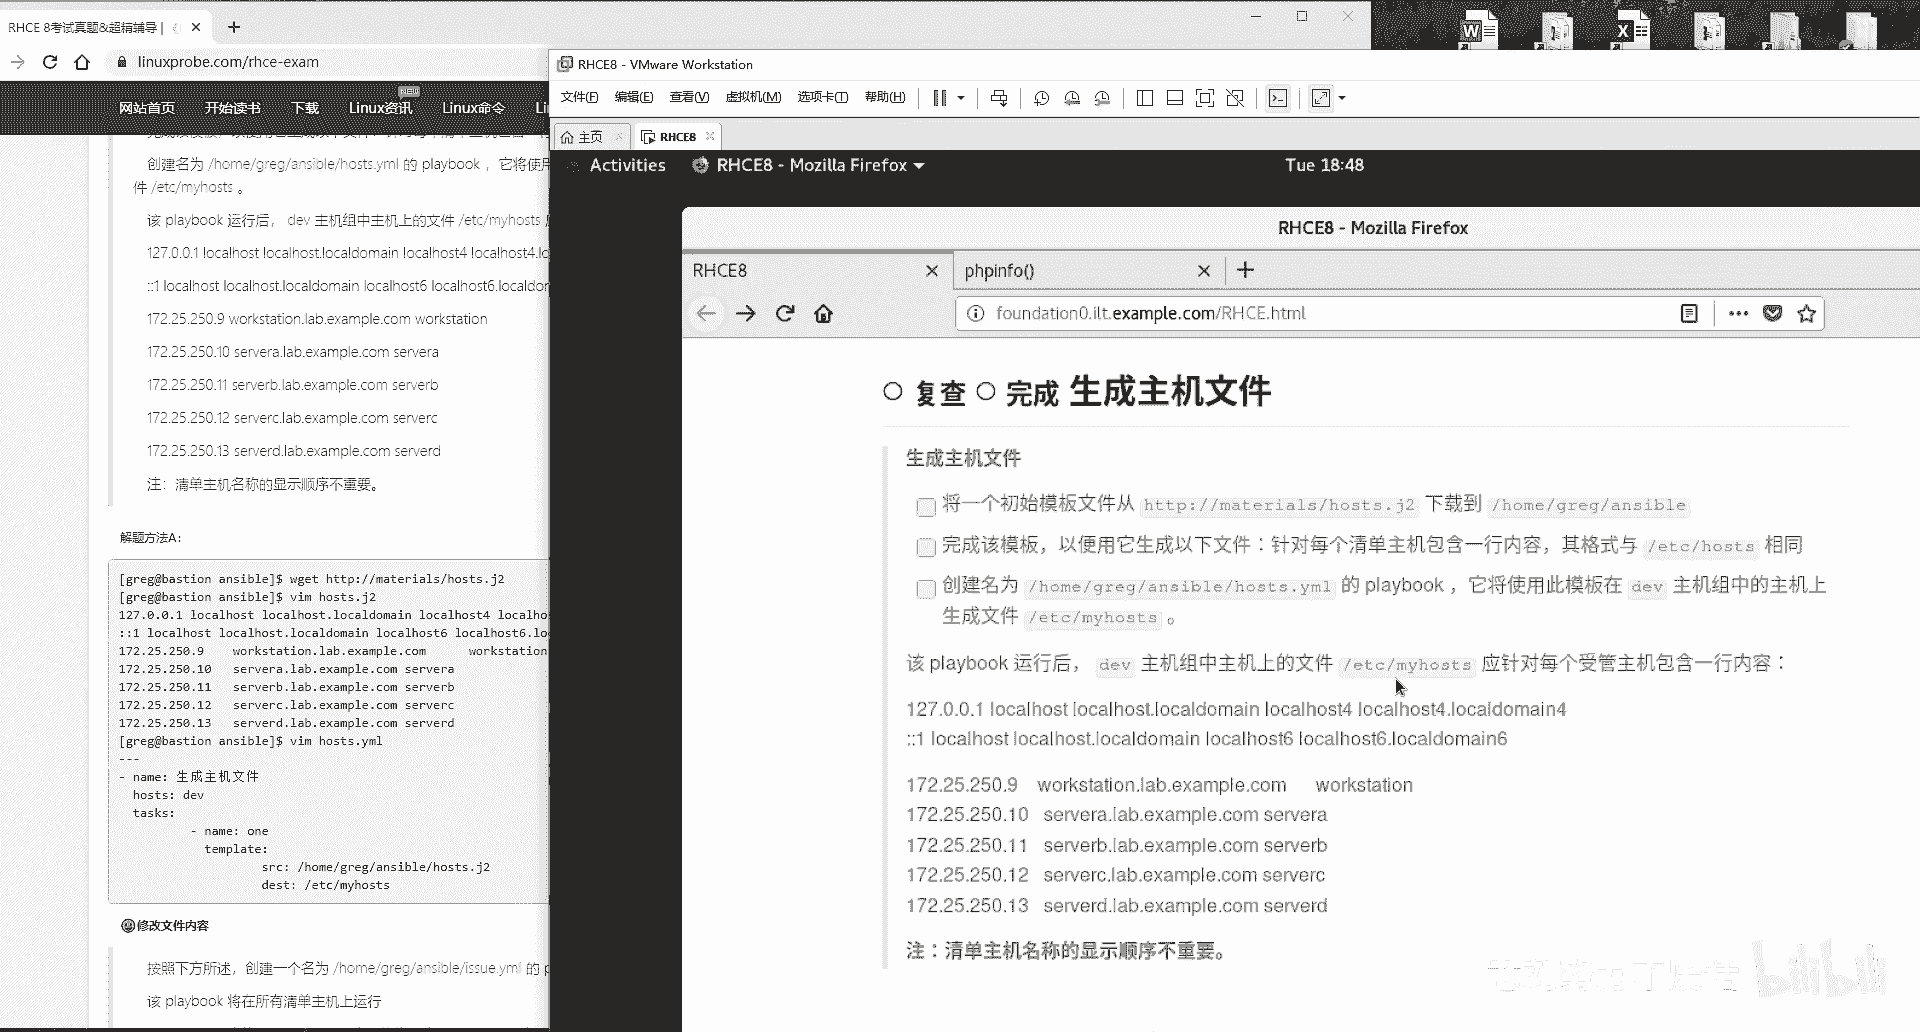 RHCE 8考试真题&超精辅导 |
linuxprobe.com/rhce-exam
网站首页 开始读书 下载 Linux资讯 NEW Linux命令 Li
创建名为 /home/greg/ansible/hosts.yml 的 playbook ，它将使用
件 /etc/myhosts 。
该 playbook 运行后， dev 主机组中主机上的文件 /etc/myhosts
127.0.0.1 localhost localhost.localdomain localhost4 localhost4.lo
::1 localhost localhost.localdomain localhost6 localhost6.localdor
172.25.250.9 workstation.lab.example.com workstation
172.25.250.10 servera.lab.example.com servera
172.25.250.11 serverb.lab.example.com serverb
172.25.250.12 serverc.lab.example.com serverc
172.25.250.13 serverd.lab.example.com serverd
注：清单主机名称的显示顺序不重要。
解题方法A:
[greg@bastion ansible]$ wget http://materials/hosts.j2
[greg@bastion ansible]$ vim hosts.j2
127.0.0.1 localhost localhost.localdomain localhost4 localhos
::1 localhost localhost.localdomain localhost6 localhost6.lo
172.25.250.9 workstation.lab.example.com workstation
172.25.250.10 servera.lab.example.com servera
172.25.250.11 serverb.lab.example.com serverb
172.25.250.12 serverc.lab.example.com serverc
172.25.250.13 serverd.lab.example.com serverd
[greg@bastion ansible]$ vim hosts.yml
---
- name: 生成主机文件
hosts: dev
tasks:
- name: one
template:
src: /home/greg/ansible/hosts.j2
dest: /etc/myhosts
修改文件内容
按照下方所述，创建一个名为 /home/greg/ansible/issue.yml 的 p
该 playbook 将在所有清单主机上运行
RHCE8 - VMware Workstation
文件(F) 编辑(E) 查看(V) 虚拟机(M) 选项卡(T) 帮助(H)
主页 RHCE8
Activities RHCE8 - Mozilla Firefox Tue 18:48
RHCE8 - Mozilla Firefox
RHCE8 phpinfo()
foundation0.ilt.example.com/RHCE.html
复查 完成 生成主机文件
生成主机文件
将一个初始模板文件从 http://materials/hosts.j2 下载到 /home/greg/ansible
完成该模板，以便用它生成以下文件：针对每个清单主机包含一行内容，其格式与 /etc/hosts 相同
创建名为 /home/greg/ansible/hosts.yml 的 playbook ，它将使用此模板在 dev 主机组中的主机上
生成文件 /etc/myhosts 。
该 playbook 运行后， dev 主机组中主机上的文件 /etc/myhosts 应针对每个受管主机包含一行内容：
127.0.0.1 localhost localhost.localdomain localhost4 localhost4.localdomain4
::1 localhost localhost.localdomain localhost6 localhost6.localdomain6
172.25.250.9 workstation.lab.example.com workstation
172.25.250.10 servera.lab.example.com servera
172.25.250.11 serverb.lab.example.com serverb
172.25.250.12 serverc.lab.example.com serverc
172.25.250.13 serverd.lab.example.com serverd
注：清单主机名称的显示顺序不重要。
bilibili